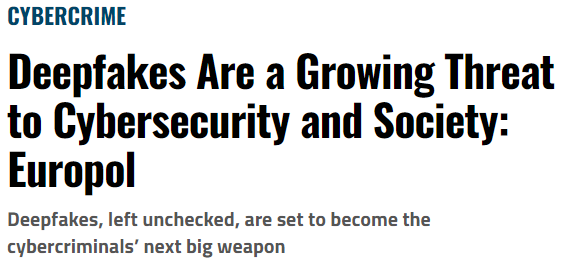 CYBERCRIME
Deepfakes Are a Growing Threat
to Cybersecurity and Society:
Europol
Deepfakes, left unchecked, are set to become the
cybercriminals’ next big weapon